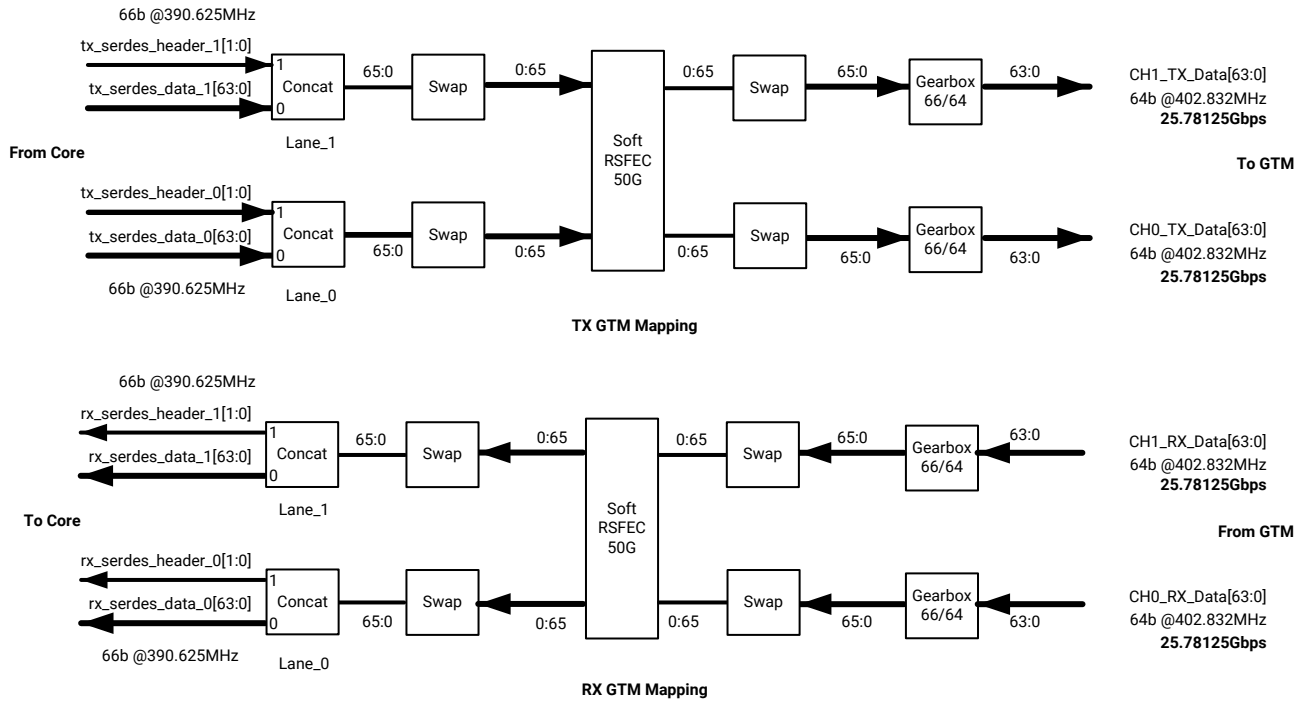 66b @390.625MHz
tx_serdes_header_1[1:0]
tx_serdes_data_1[63:0]
1
0
Concat
Lane_1
65:0
Swap
0:65
Soft
RSFEC
50G
0:65
Swap
65:0
Gearbox
66/64
63:0
CH1_TX_Data[63:0]
64b @402.832MHz
25.78125Gbps
From Core
To GTM
tx_serdes_header_0[1:0]
tx_serdes_data_0[63:0]
1
0
Concat
66b @390.625MHz
Lane_0
65:0
Swap
0:65
0:65
Swap
65:0
Gearbox
66/64
63:0
CH0_TX_Data[63:0]
64b @402.832MHz
25.78125Gbps
TX GTM Mapping
66b @390.625MHz
rx_serdes_header_1[1:0]
rx_serdes_data_1[63:0]
1
0
Concat
Lane_1
65:0
Swap
0:65
Soft
RSFEC
50G
0:65
Swap
65:0
Gearbox
66/64
63:0
CH1_RX_Data[63:0]
64b @402.832MHz
25.78125Gbps
To Core
From GTM
rx_serdes_header_0[1:0]
rx_serdes_data_0[63:0]
1
0
Concat
66b @390.625MHz
Lane_0
65:0
Swap
0:65
0:65
Swap
65:0
Gearbox
66/64
63:0
CH0_RX_Data[63:0]
64b @402.832MHz
25.78125Gbps
RX GTM Mapping